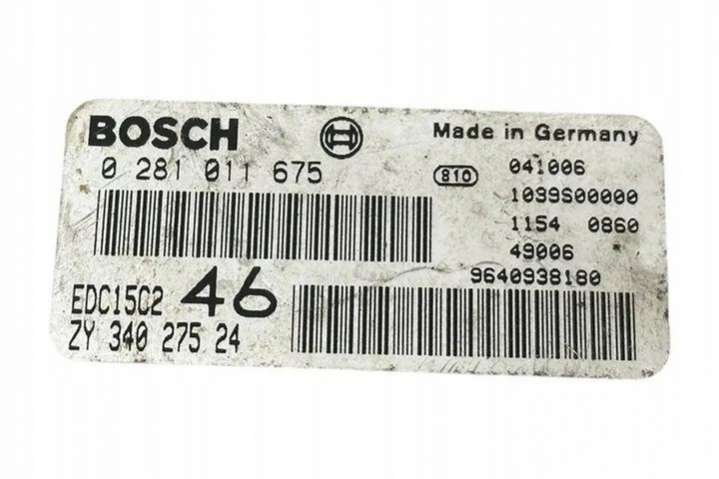 BOSCH Made in Germany
0 281 011 675 810 041006
1039S00000
1154 0860
49006
9640938180
EDC15C2 46
ZY 340 275 24